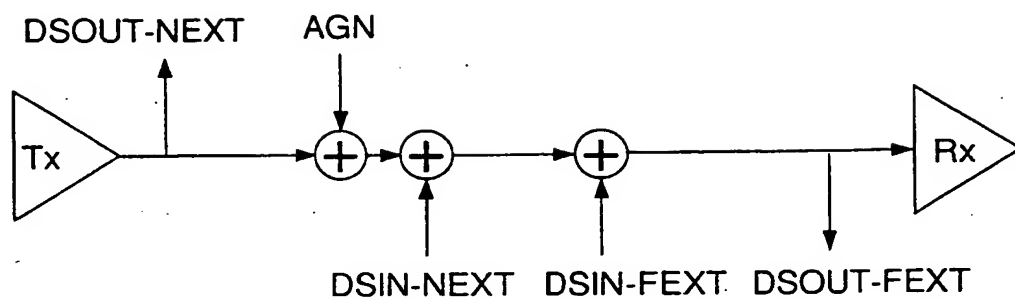 DSOUT-NEXT
AGN
Tx
Rx
DSIN-NEXT
DSIN-FEXT
DSOUT-FEXT